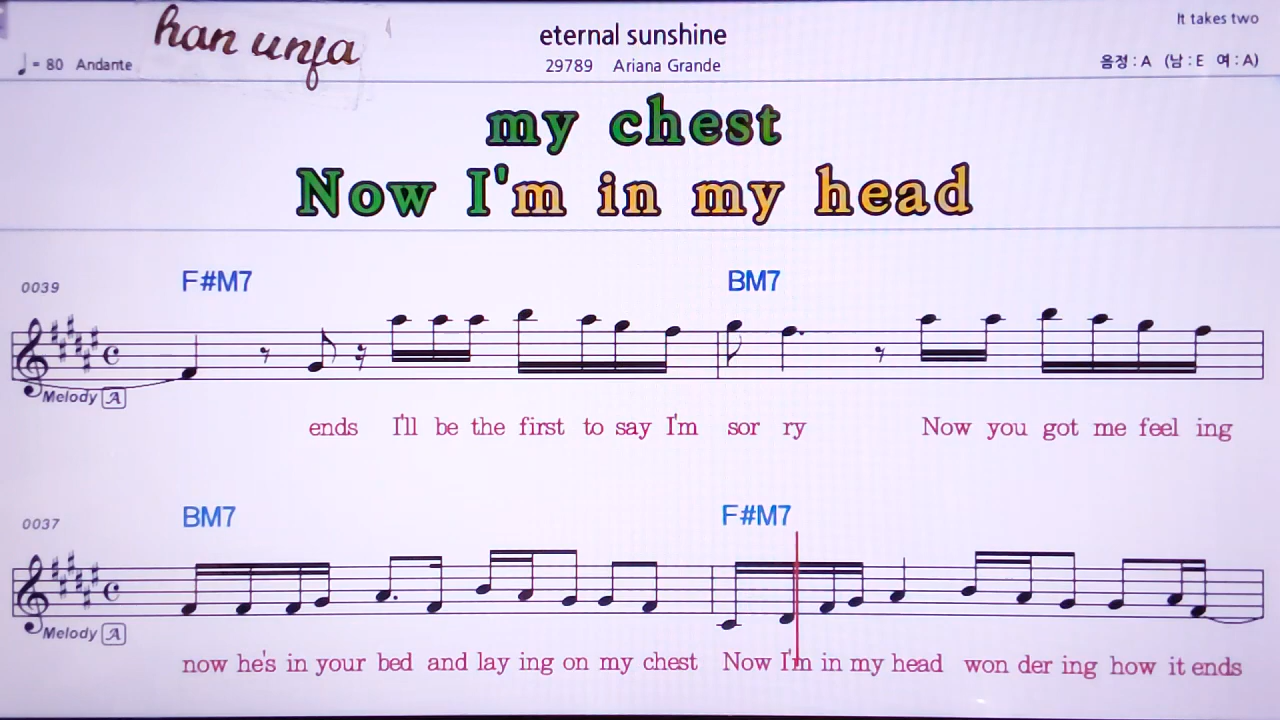 han unja
eternal sunshine
It takes two
♩= 80 Andante
29789 Ariana Grande
음정 : A (남 : E 여 : A)
my chest
Now I'm in my head
0039
F#M7
BM7
Melody A
ends I'll be the first to say I'm sor ry Now you got me feel ing
0037
BM7
F#M7
Melody A
now he's in your bed and lay ing on my chest Now I'm in my head won der ing how it ends